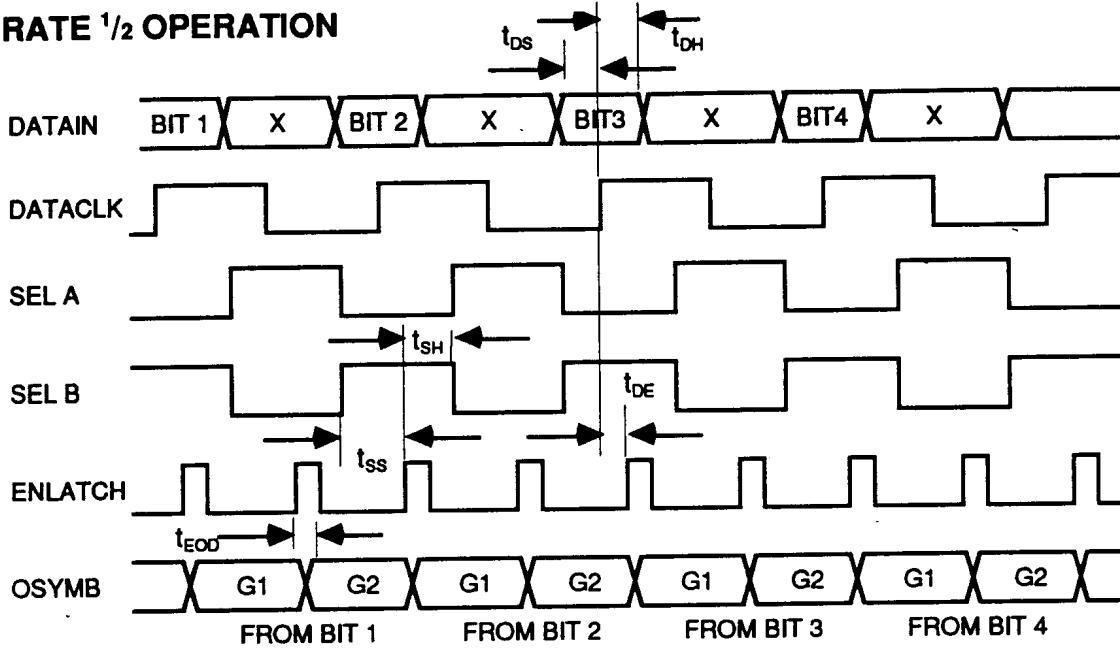 RATE 1/2 OPERATION
tDS
tDH
DATAIN BIT 1 X BIT 2 X BIT3 X BIT4 X
DATACLK
SEL A
tSH
SEL B
tDE
tSS
ENLATCH
tEOD
OSYMB G1 G2 G1 G2 G1 G2 G1 G2
FROM BIT 1 FROM BIT 2 FROM BIT 3 FROM BIT 4